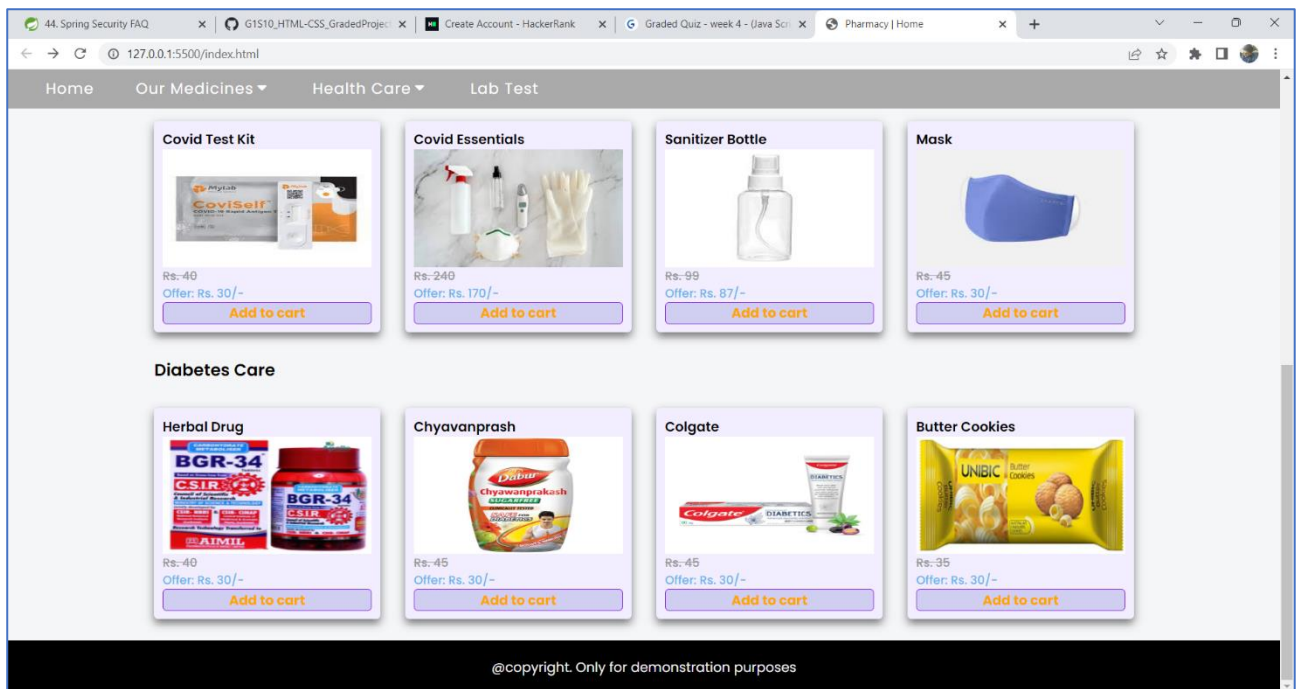 44. Spring Security FAQ
G1S10_HTML-CSS_GradedProjec
Create Account - HackerRank
Graded Quiz - week 4 - (Java Scri
Pharmacy | Home
127.0.0.1:5500/index.html
Home Our Medicines Health Care Lab Test
Covid Test Kit Covid Essentials Sanitizer Bottle Mask
Mylab
CoviSelf
Rs. 40 Rs. 240 Rs. 99 Rs. 45
Offer: Rs. 30/- Offer: Rs. 170/- Offer: Rs. 87/- Offer: Rs. 30/-
Add to cart Add to cart Add to cart Add to cart
Diabetes Care
Herbal Drug Chyavanprash Colgate Butter Cookies
BGR-34
C.S.I.R.
BGR-34
AIMIL
Dabur
Chyawanprakash
SUGARFREE
Colgate
DIABETICS
DIABETICS
UNIBIC
Butter
Cookies
Rs. 40 Rs. 45 Rs. 45 Rs. 35
Offer: Rs. 30/- Offer: Rs. 30/- Offer: Rs. 30/- Offer: Rs. 30/-
Add to cart Add to cart Add to cart Add to cart
@copyright. Only for demonstration purposes